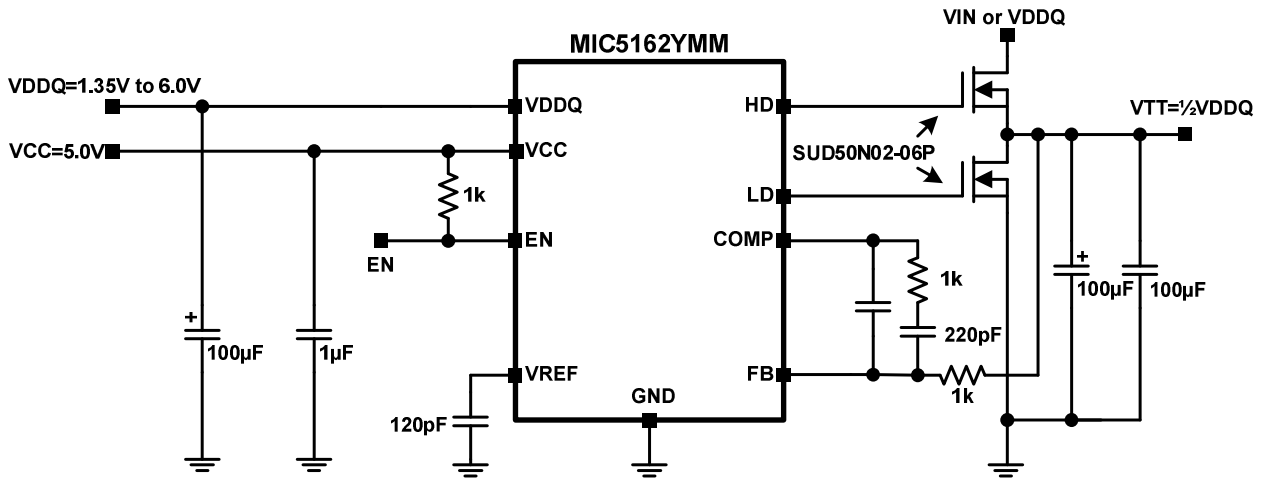 VIN or VDDQ
MIC5162YMM
VDDQ=1.35V to 6.0V
VDDQ
HD
VTT=½VDDQ
VCC=5.0V
VCC
SUD50N02-06P
1k
LD
EN
EN
COMP
1k
+
100µF
100µF
+
100µF
1µF
220pF
VREF
FB
1k
GND
120pF